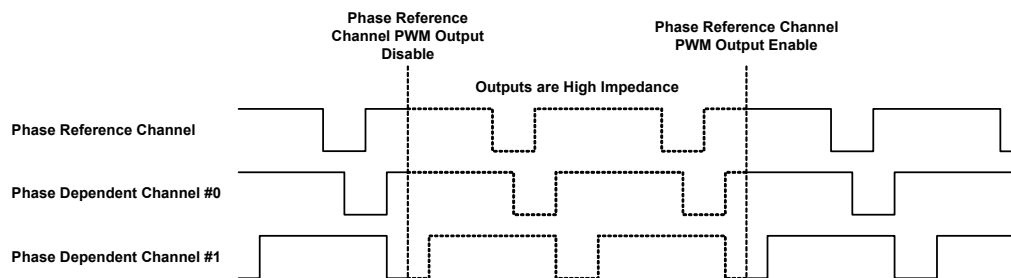 Phase Reference
Channel PWM Output
Disable
Phase Reference Channel
PWM Output Enable
Outputs are High Impedance
Phase Reference Channel
Phase Dependent Channel #0
Phase Dependent Channel #1